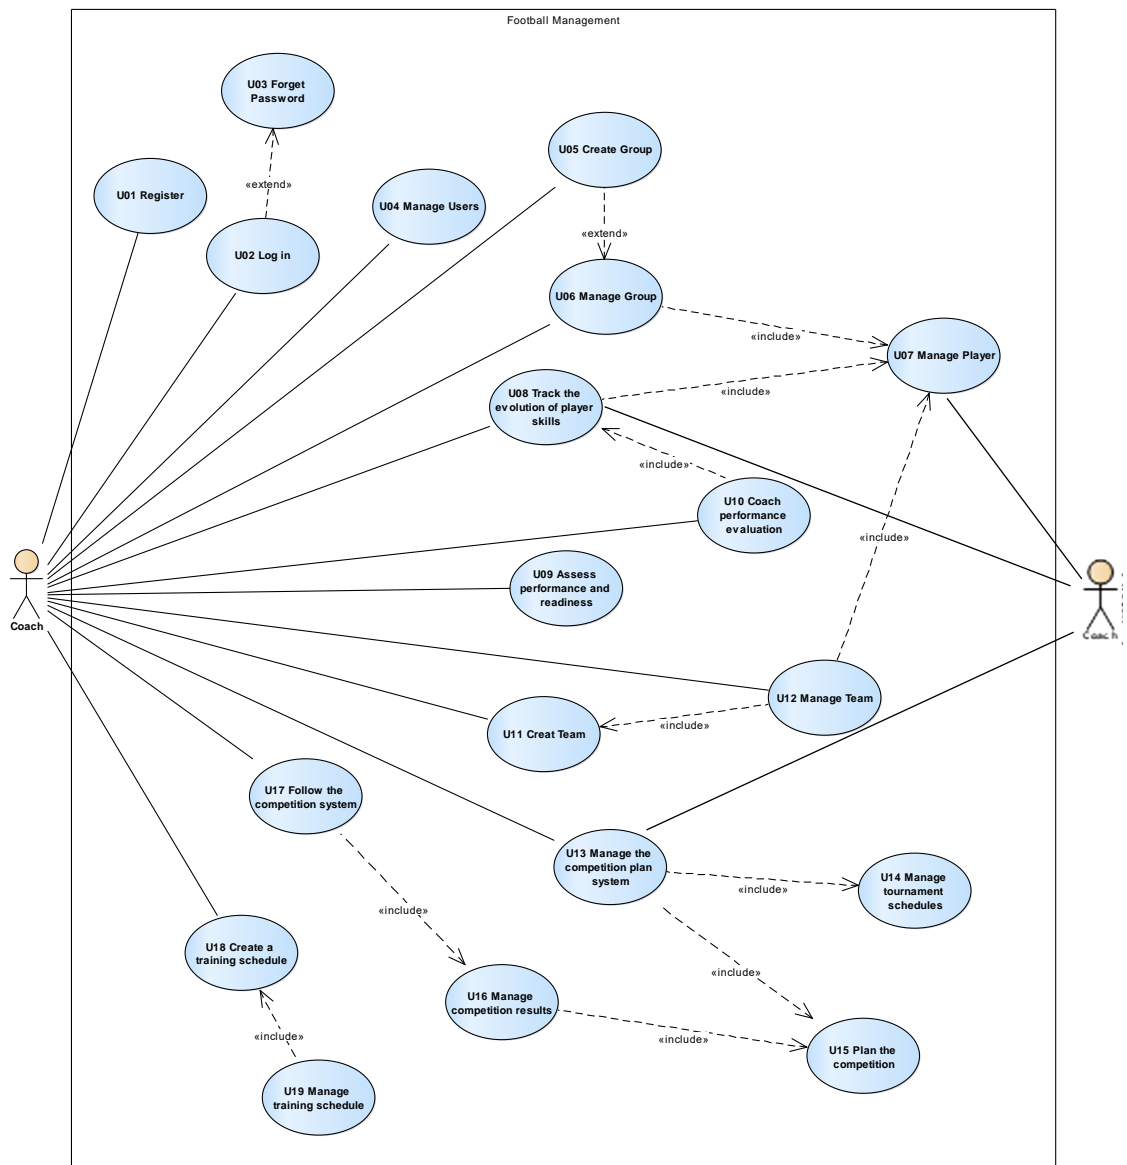 Football Management
U03 Forget
Password
U05 Create Group
«extend»
U01 Register
U04 Manage Users
U02 Log in
«extend»
U06 Manage Group
«include»
U07 Manage Player
U08 Track the
evolution of player
skills
«include»
«include»
U10 Coach
performance
evaluation
«include»
U09 Assess
performance and
readiness
Coach
Coach
U12 Manage Team
«include»
U11 Creat Team
U17 Follow the
competition system
U13 Manage the
competition plan
system
«include»
U14 Manage
tournament
schedules
«include»
U18 Create a
training schedule
«include»
U16 Manage
competition results
«include»
U15 Plan the
competition
«include»
U19 Manage
training schedule